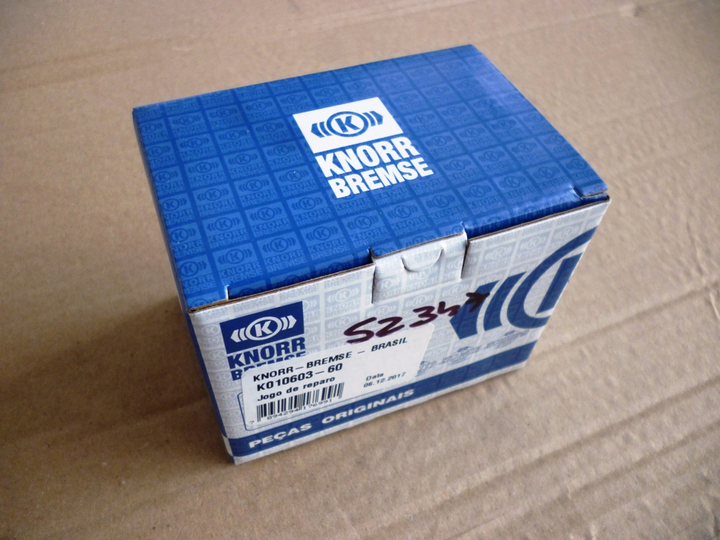 KNORR
BREMSE
S2347
KNORR
BREMSE
KNORR-BREMSE - BRASIL
K010603-60
Jogo de reparo
Data
06.12.2017
PEÇAS ORIGINAIS